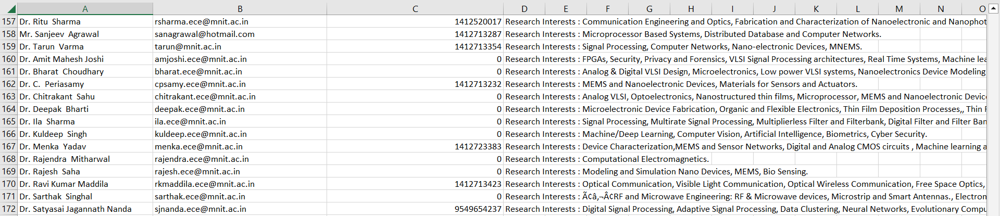 A B C D E F G H I J K L M N O
157 Dr. Ritu  Sharma rsharma.ece@mnit.ac.in 1412520017 Research Interests : Communication Engineering and Optics, Fabrication and Characterization of Nanoelectronic and Nanophot
158 Mr. Sanjeev  Agrawal sanagrawal@hotmail.com 1412713287 Research Interests : Microprocessor Based Systems, Distributed Database and Computer Networks.
159 Dr. Tarun  Varma tarun@mnit.ac.in 1412713354 Research Interests : Signal Processing, Computer Networks, Nano-electronic Devices, MNEMS.
160 Dr. Amit Mahesh Joshi amjoshi.ece@mnit.ac.in 0 Research Interests : FPGAs, Security, Privacy and Forensics, VLSI Signal Processing architectures, Real Time Systems, Machine lea
161 Dr. Bharat  Choudhary bharat.ece@mnit.ac.in 0 Research Interests : Analog & Digital VLSI Design, Microelectronics, Low power VLSI systems, Nanoelectronics Device Modeling
162 Dr. C.  Periasamy cpsamy.ece@mnit.ac.in 1412713232 Research Interests : MEMS and Nanoelectronic Devices, Materials for Sensors and Actuators.
163 Dr. Chitrakant  Sahu chitrakant.ece@mnit.ac.in 0 Research Interests : Analog VLSI, Optoelectronics, Nanostructured thin films, Microprocessor, MEMS and Nanoelectronic Device
164 Dr. Deepak  Bharti deepak.ece@mnit.ac.in 0 Research Interests : Microelectronic Device Fabrication, Organic and Flexible Electronics, Thin Film Deposition Processes,, Thin F
165 Dr. Ila  Sharma ila.ece@mnit.ac.in 0 Research Interests : Signal Processing, Multirate Signal Processing, Multiplierless Filter and Filterbank, Digital Filter and Filter Ban
166 Dr. Kuldeep  Singh kuldeep.ece@mnit.ac.in 0 Research Interests : Machine/Deep Learning, Computer Vision, Artificial Intelligence, Biometrics, Cyber Security.
167 Dr. Menka  Yadav menka.ece@mnit.ac.in 1412723383 Research Interests : Device Characterization,MEMS and Sensor Networks, Digital and Analog CMOS circuits , Machine learning a
168 Dr. Rajendra  Mitharwal rajendra.ece@mnit.ac.in 0 Research Interests : Computational Electromagnetics.
169 Dr. Rajesh  Saha rajesh.ece@mnit.ac.in 0 Research Interests : Modeling and Simulation Nano Devices, MEMS, Bio Sensing.
170 Dr. Ravi Kumar Maddila rkmaddila.ece@mnit.ac.in 1412713423 Research Interests : Optical Communication, Visible Light Communication, Optical Wireless Communication, Free Space Optics,
171 Dr. Sarthak  Singhal sarthak.ece@mnit.ac.in 0 Research Interests : Ã¢â‚¬Â¢RF and Microwave Engineering: RF & Microwave devices, Microstrip and Smart Antennas., Electron
172 Dr. Satyasai Jagannath Nanda sjnanda.ece@mnit.ac.in 9549654237 Research Interests : Digital Signal Processing, Adaptive Signal Processing, Data Clustering, Neural Networks, Evolutionary Compu